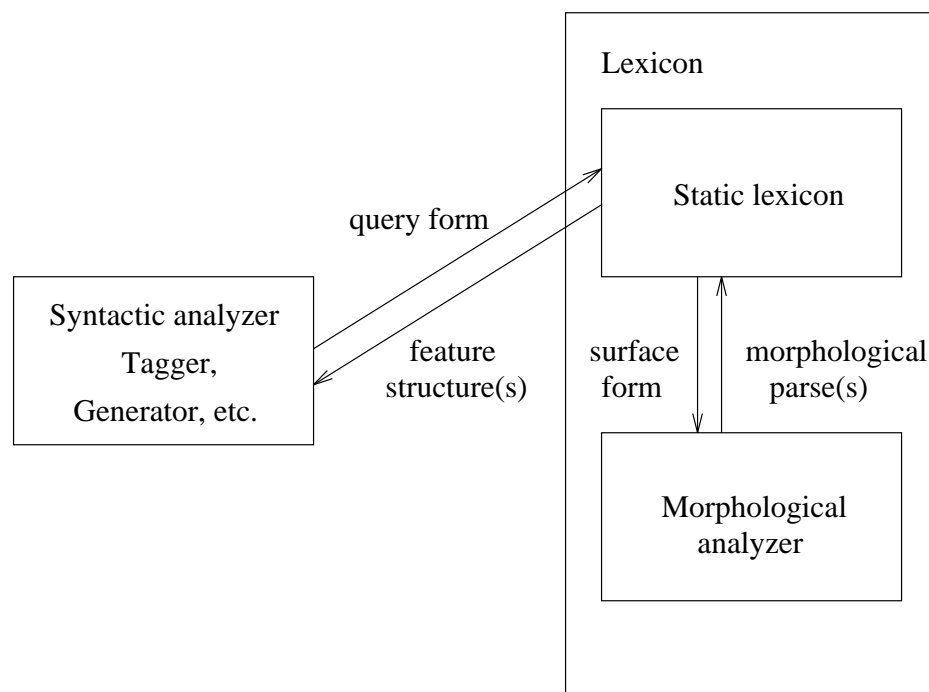 Lexicon
Static lexicon
query form
Syntactic analyzer
Tagger,
Generator, etc.
feature
structure(s)
surface
form
morphological
parse(s)
Morphological
analyzer